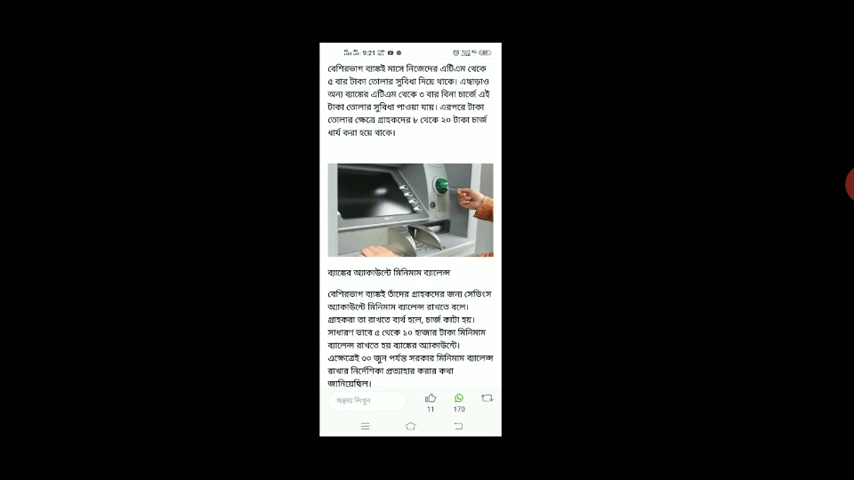 9:21
বেশিরভাগ ব্যাঙ্কই মাসে নিজেদের এটিএম থেকে
৫ বার টাকা তোলার সুবিধা দিয়ে থাকে। এছাড়াও
অন্য ব্যাঙ্কের এটিএম থেকে ৩ বার বিনা চার্জে এই
টাকা তোলার সুবিধা পাওয়া যায়। এরপরে টাকা
তোলার ক্ষেত্রে গ্রাহকদের ৮ থেকে ২০ টাকা চার্জ
ধার্য করা হয়ে থাকে।
ব্যাঙ্কের অ্যাকাউন্টে মিনিমাম ব্যালেন্স
বেশিরভাগ ব্যাঙ্কই তাঁদের গ্রাহকদের জন্য সেভিংস
অ্যাকাউন্টে মিনিমাম ব্যালেন্স রাখতে বলে।
গ্রাহকরা তা রাখতে ব্যর্থ হলে, চার্জ কাটা হয়।
সাধারণ ভাবে ৫ থেকে ১০ হাজার টাকা মিনিমাম
ব্যালেন্স রাখতে হয় ব্যাঙ্কের অ্যাকাউন্টে।
এক্ষেত্রেই ৩০ জুন পর্যন্ত সরকার মিনিমাম ব্যালেন্স
রাখার নির্দেশিকা প্রত্যাহার করার কথা
জানিয়েছিল।
মন্তব্য লিখুন
11 170